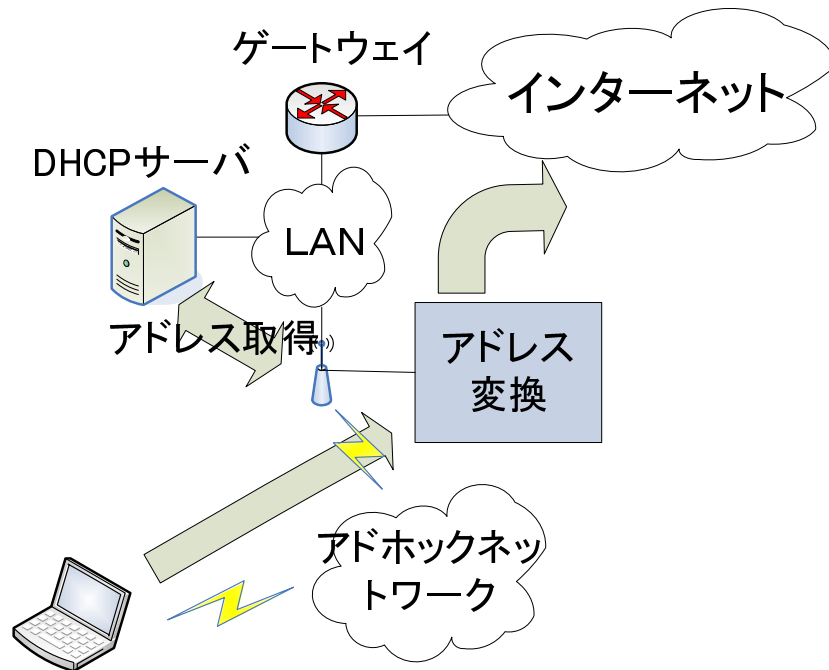 ゲートウェイ
インターネット
DHCPサーバ
LAN
アドレス取得
アドレス
変換
アドホックネッ
トワーク